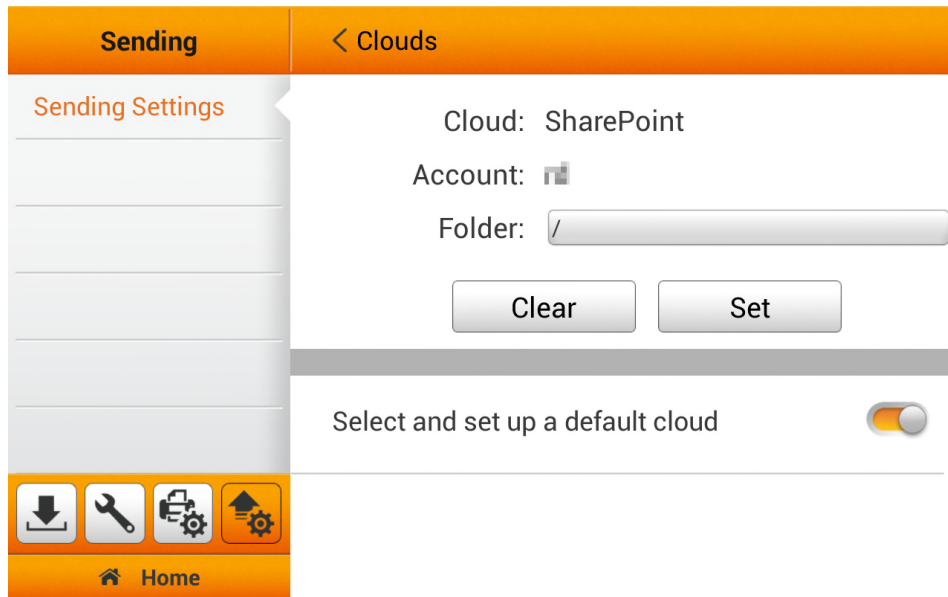 Sending
< Clouds
Sending Settings
Cloud: SharePoint
Account:
Folder: /
Clear
Set
Select and set up a default cloud
Home